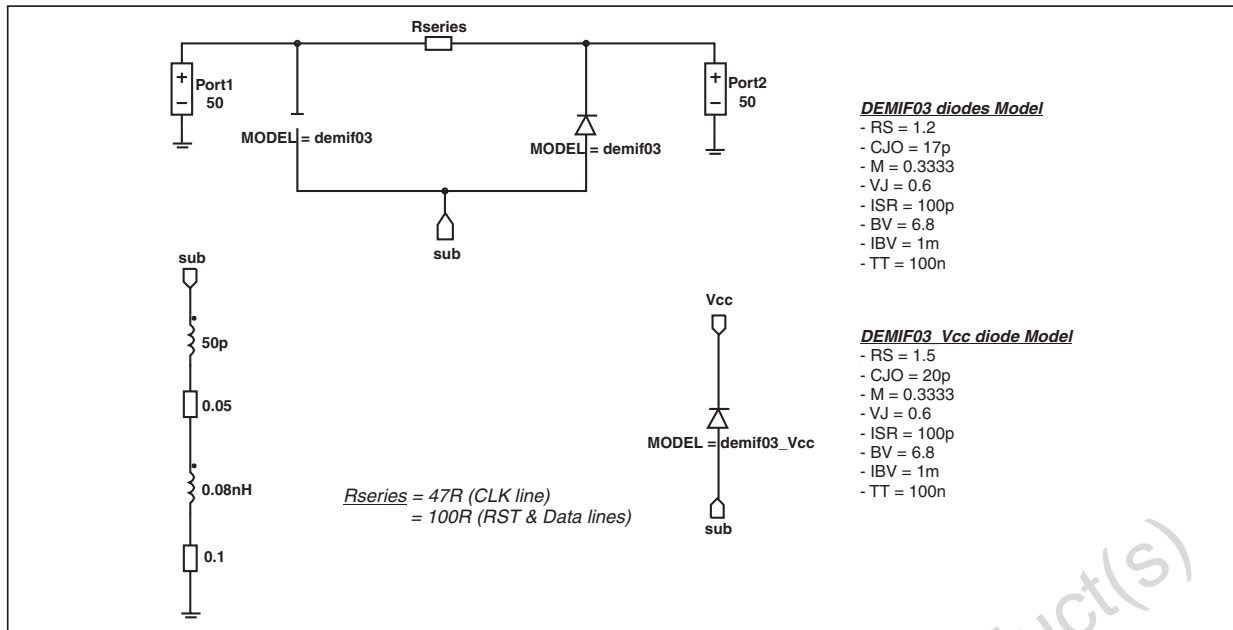 Rseries
Port1
50
Port2
50
MODEL = demif03
MODEL = demif03
sub
sub
50p
0.05
0.08nH
0.1
Rseries = 47R (CLK line)
= 100R (RST & Data lines)
Vcc
MODEL = demif03_Vcc
sub
DEMIF03 diodes Model
- RS = 1.2
- CJO = 17p
- M = 0.3333
- VJ = 0.6
- ISR = 100p
- BV = 6.8
- IBV = 1m
- TT = 100n
DEMIF03_Vcc diode Model
- RS = 1.5
- CJO = 20p
- M = 0.3333
- VJ = 0.6
- ISR = 100p
- BV = 6.8
- IBV = 1m
- TT = 100n
uct(s)